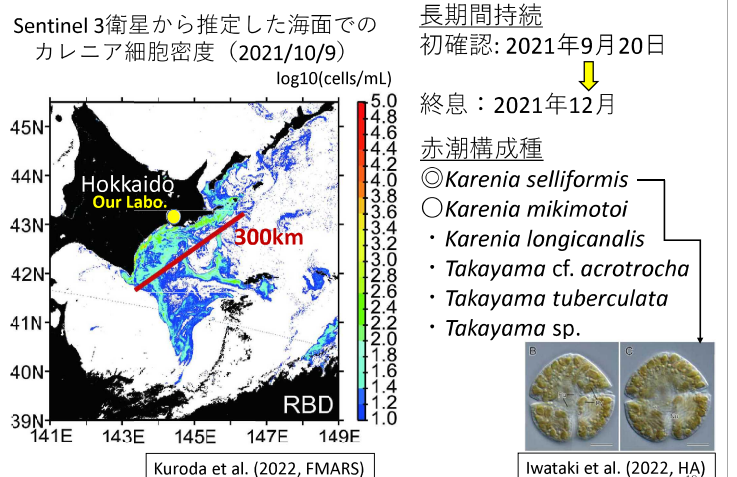 Sentinel 3衛星から推定した海面での
カレニア細胞密度（2021/10/9）
log10(cells/mL)
45N
44N
43N
42N
41N
40N
39N
141E
143E
145E
147E
149E
Hokkaido
Our Labo.
300km
RBD
5.0
4.8
4.6
4.4
4.2
4.0
3.8
3.6
3.4
3.2
3.0
2.8
2.6
2.4
2.2
2.0
1.8
1.6
1.4
1.2
1.0
Kuroda et al. (2022, FMARS)
長期間持続
初確認: 2021年9月20日
終息：2021年12月
赤潮構成種
◎Karenia selliformis
○Karenia mikimotoi
・Karenia longicanalis
・Takayama cf. acrotrocha
・Takayama tuberculata
・Takayama sp.
B
C
Iwataki et al. (2022, HA)